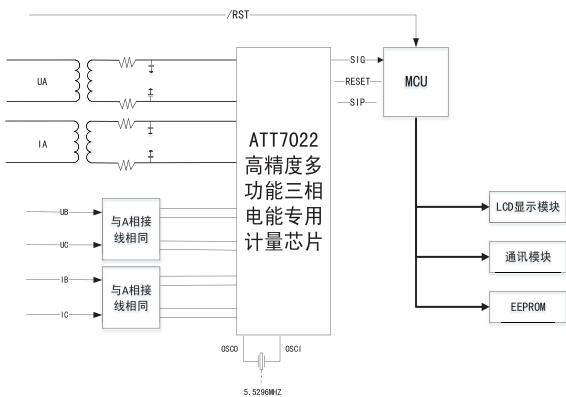 /RST
UA
IA
ATT7022
高精度多
功能三相
电能专用
计量芯片
SIG
RESET
SIP
MCU
UB
UC
与A相接
线相同
IB
IC
与A相接
线相同
LCD显示模块
通讯模块
EEPROM
OSCO
OSCI
5.5296MHZ